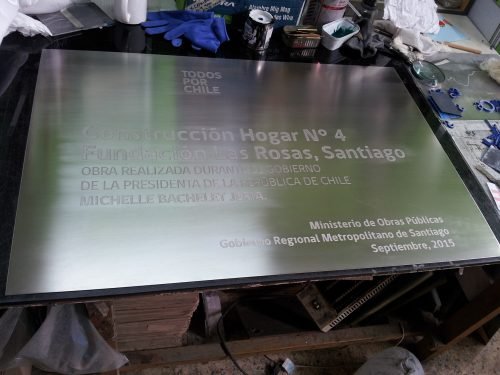 TODOS
POR
CHILE
Construcción Hogar Nº 4
Fundación Las Rosas, Santiago
OBRA REALIZADA DURANTE EL GOBIERNO
DE LA PRESIDENTA DE LA REPÚBLICA DE CHILE
MICHELLE BACHELET JERIA.
Ministerio de Obras Públicas
Gobierno Regional Metropolitano de Santiago
Septiembre, 2015